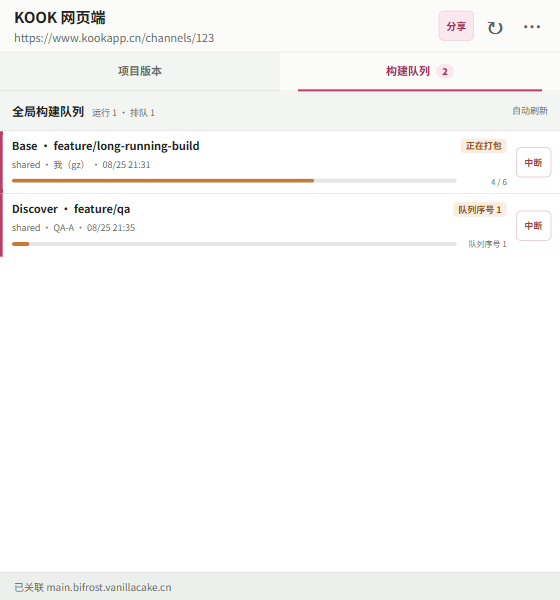 KOOK 网页端
https://www.kookapp.cn/channels/123
分享 ↻ ⋯
项目版本 构建队列 2
全局构建队列 运行 1 · 排队 1 自动刷新
Base · feature/long-running-build 正在打包
shared · 我（gz） · 08/25 21:31 中断
4 / 6
Discover · feature/qa 队列序号 1
shared · QA-A · 08/25 21:35 中断
队列序号 1
已关联 main.bifrost.vanillacake.cn